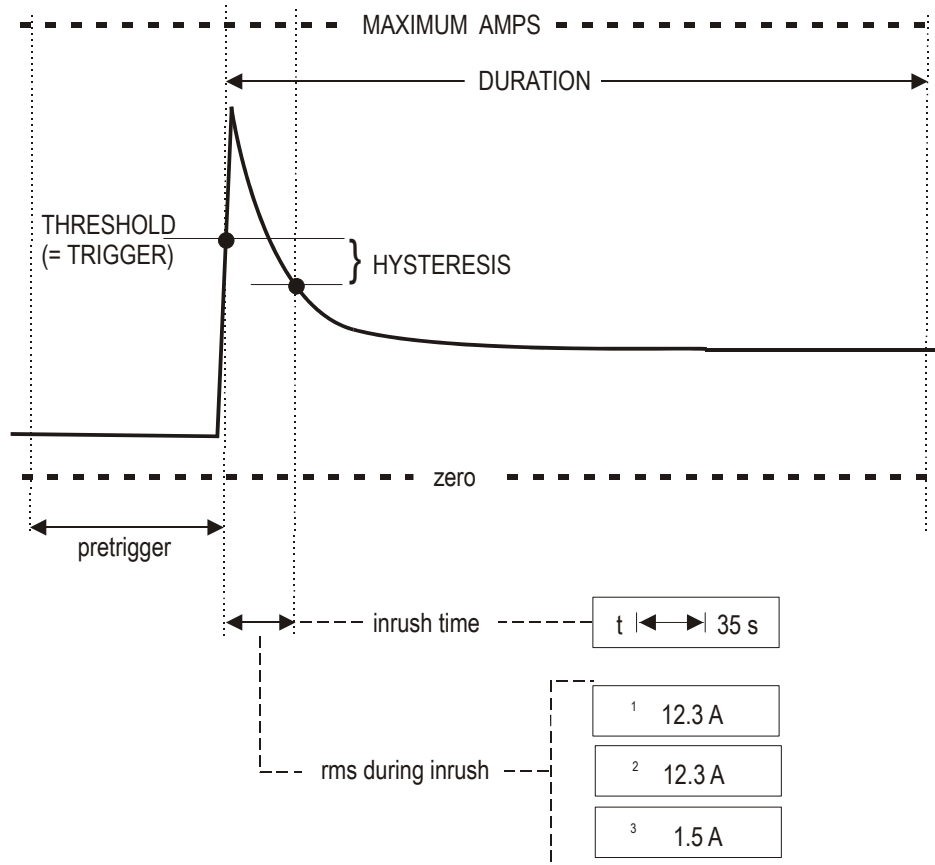 MAXIMUM AMPS
DURATION
THRESHOLD
(= TRIGGER)
} HYSTERESIS
zero
pretrigger
inrush time
t 35 s
rms during inrush
1 12.3 A
2 12.3 A
3 1.5 A